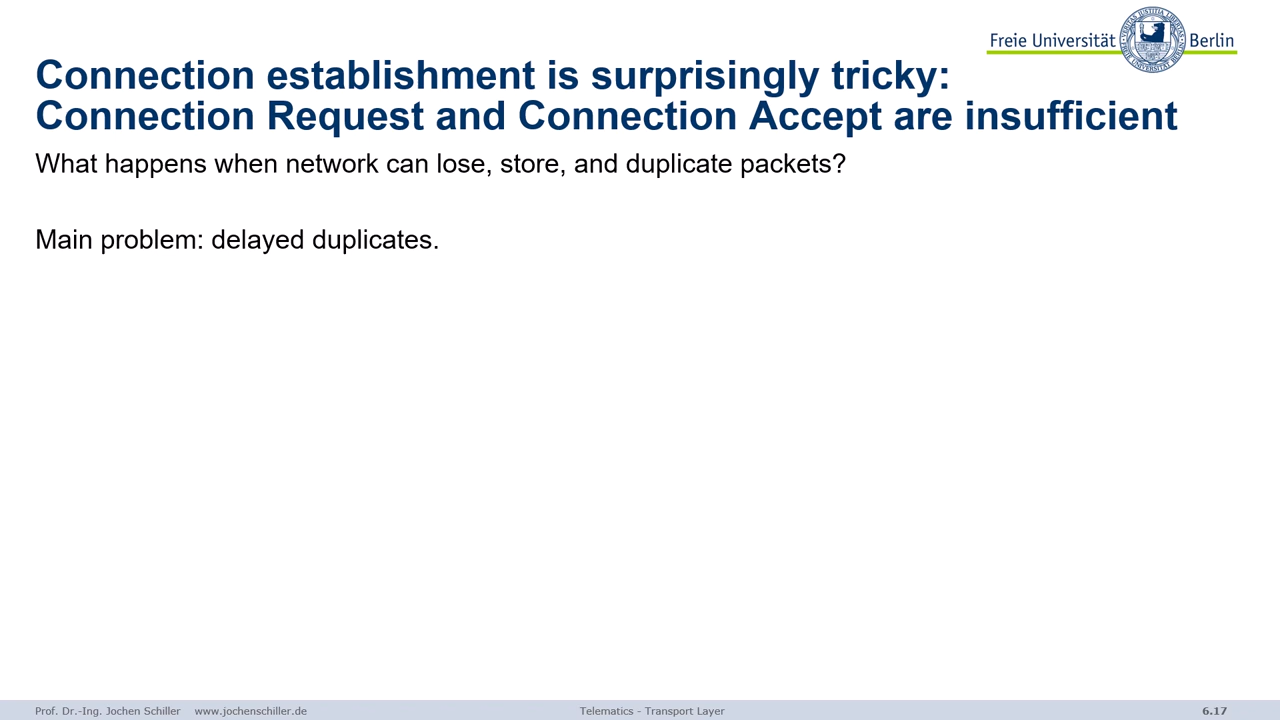 Freie Universität Berlin
Connection establishment is surprisingly tricky:
Connection Request and Connection Accept are insufficient
What happens when network can lose, store, and duplicate packets?
Main problem: delayed duplicates.
Prof. Dr.-Ing. Jochen Schiller www.jochenschiller.de Telematics - Transport Layer 6.17